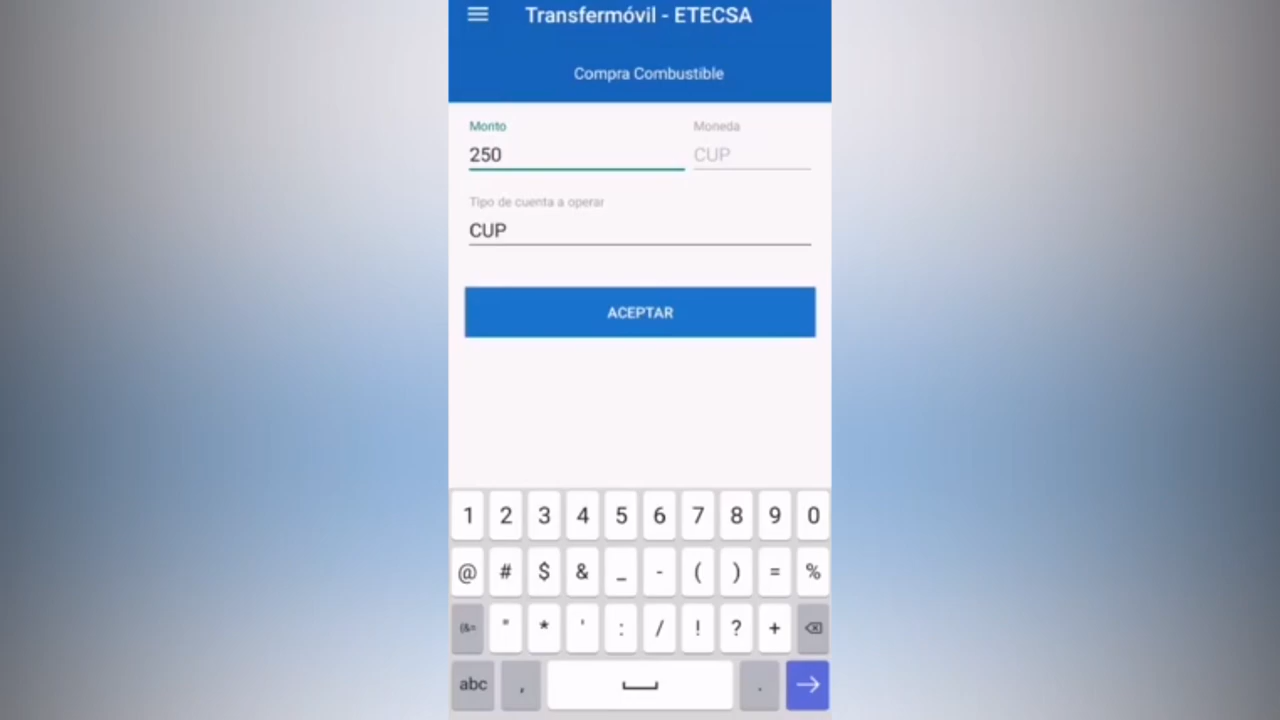 Transfermóvil - ETECSA
Compra Combustible
Monto Moneda
250 CUP
Tipo de cuenta a operar
CUP
ACEPTAR
1 2 3 4 5 6 7 8 9 0
@ # $ & _ - ( ) = %
(&= " * ' : / ! ? +
abc , .